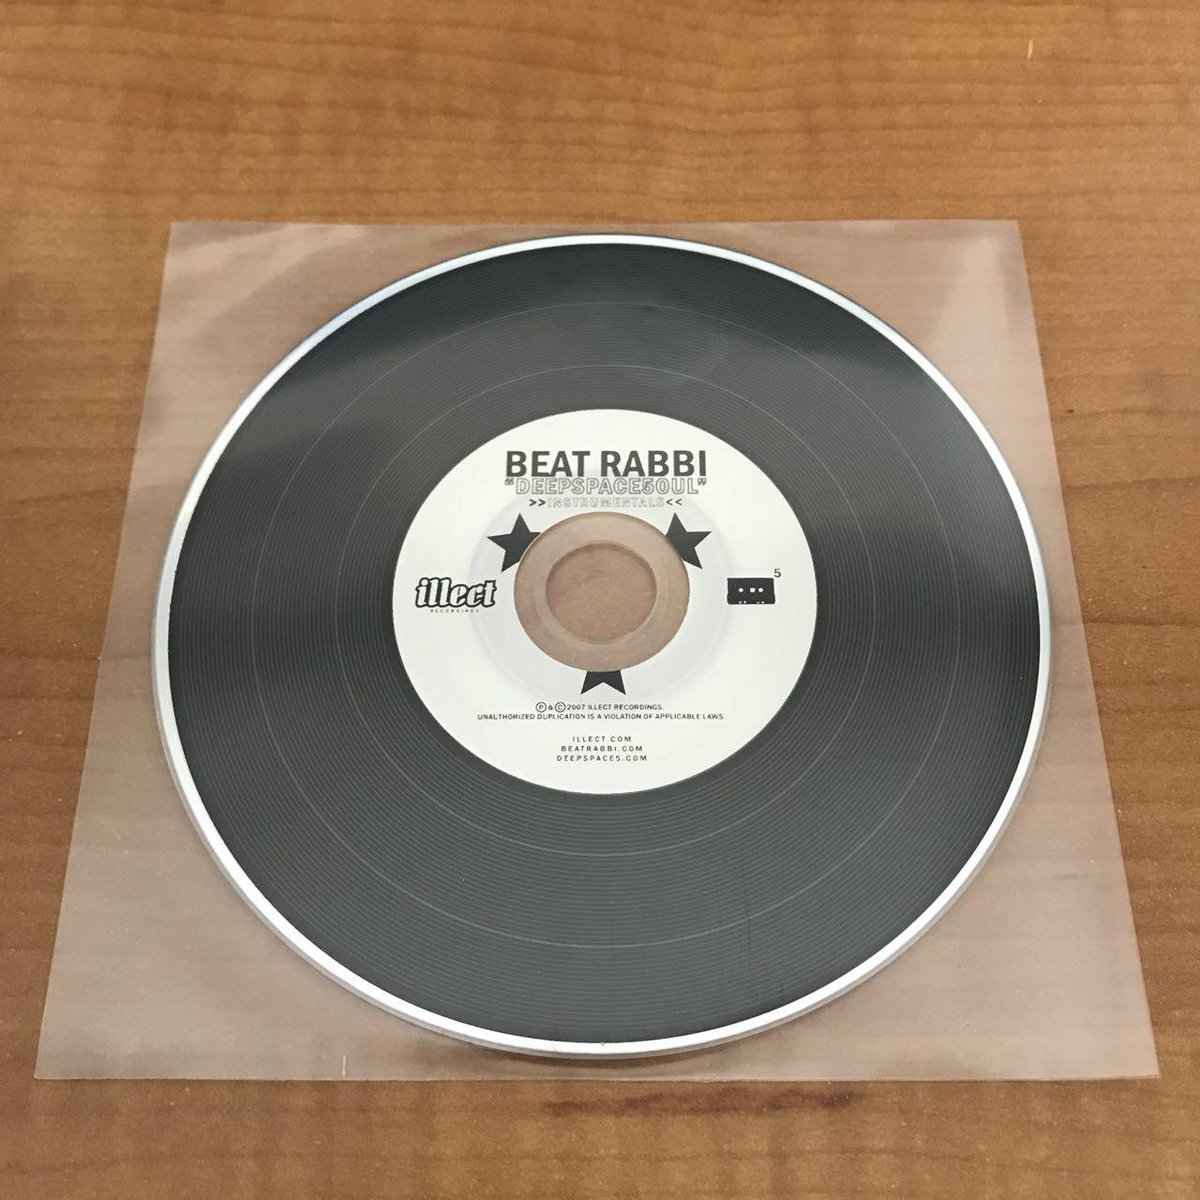 BEAT RABBI
"DEEPSPACE5OUL"
>>INSTRUMENTALS<<
illect
RECORDINGS
5
Ⓟ & Ⓒ 2007 ILLECT RECORDINGS.
UNAUTHORIZED DUPLICATION IS A VIOLATION OF APPLICABLE LAWS.
ILLECT.COM
BEATRABBI.COM
DEEPSPACE5.COM